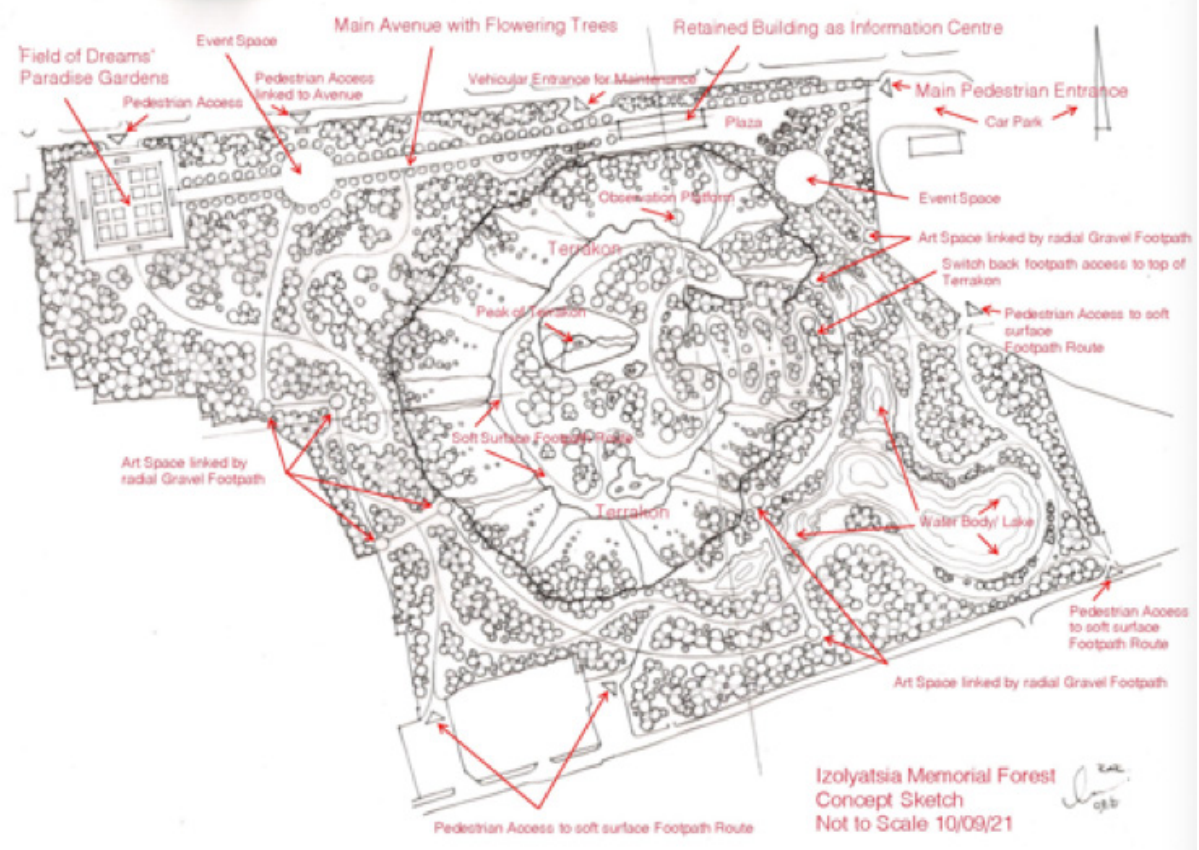 Main Avenue with Flowering Trees
Retained Building as Information Centre
Event Space
'Field of Dreams'
Paradise Gardens
Pedestrian Access
linked to Avenue
Vehicular Entrance for Maintenance
Main Pedestrian Entrance
Pedestrian Access
Plaza
Car Park
Observation Platform
Event Space
Terrakon
Art Space linked by radial Gravel Footpath
Switch back footpath access to top of
Terrakon
Peak of Terrakon
Pedestrian Access to soft
surface
Footpath Route
Soft Surface Footpath Route
Art Space linked by
radial Gravel Footpath
Terrakon
Water Body/ Lake
Pedestrian Access
to soft surface
Footpath Route
Art Space linked by radial Gravel Footpath
Izolyatsia Memorial Forest
Concept Sketch
Not to Scale 10/09/21
Pedestrian Access to soft surface Footpath Route